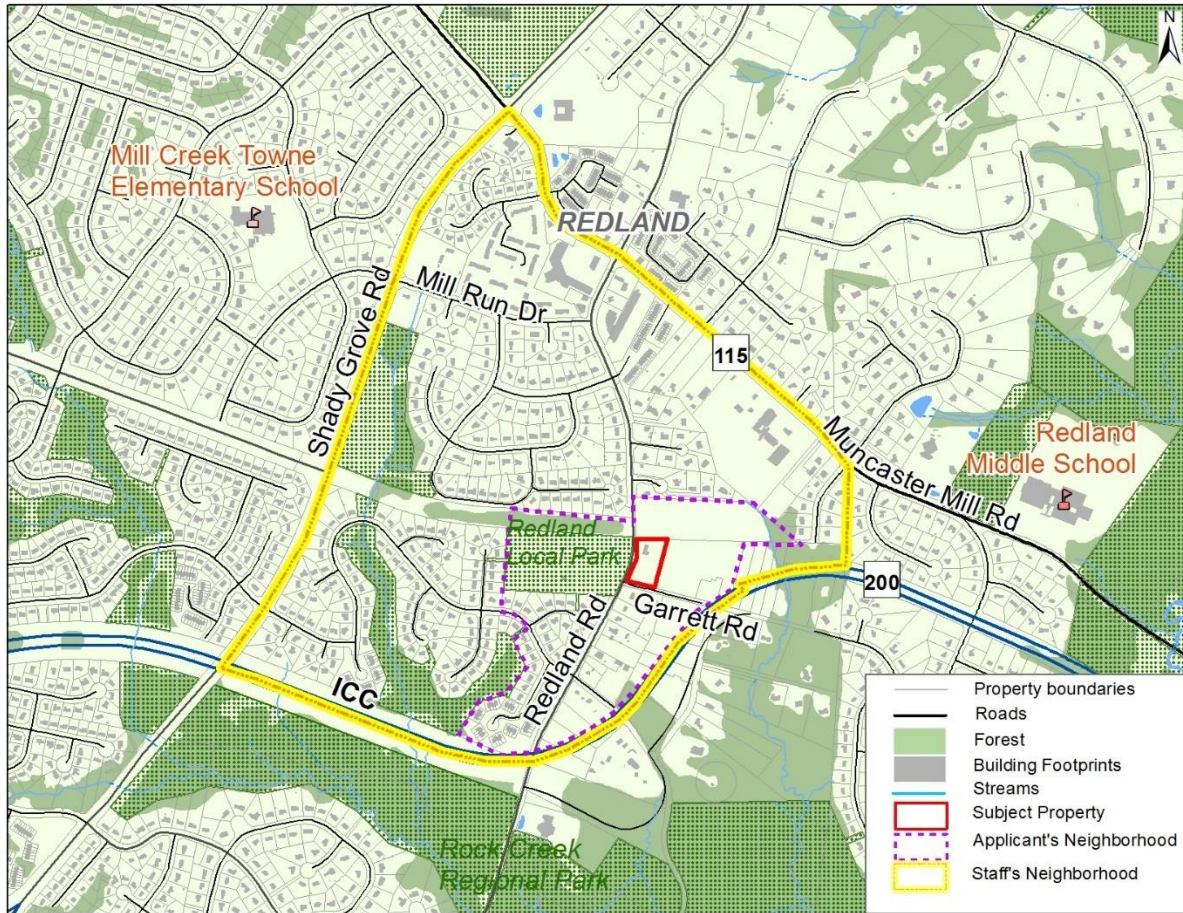 N
Mill Creek Towne
Elementary School
REDLAND
Shady Grove Rd
Mill Run Dr
115
Muncaster Mill Rd
Redland
Middle School
Redland
Local Park
200
Garrett Rd
Redland Rd
ICC
Rock Creek
Regional Park
Property boundaries
Roads
Forest
Building Footprints
Streams
Subject Property
Applicant's Neighborhood
Staff's Neighborhood